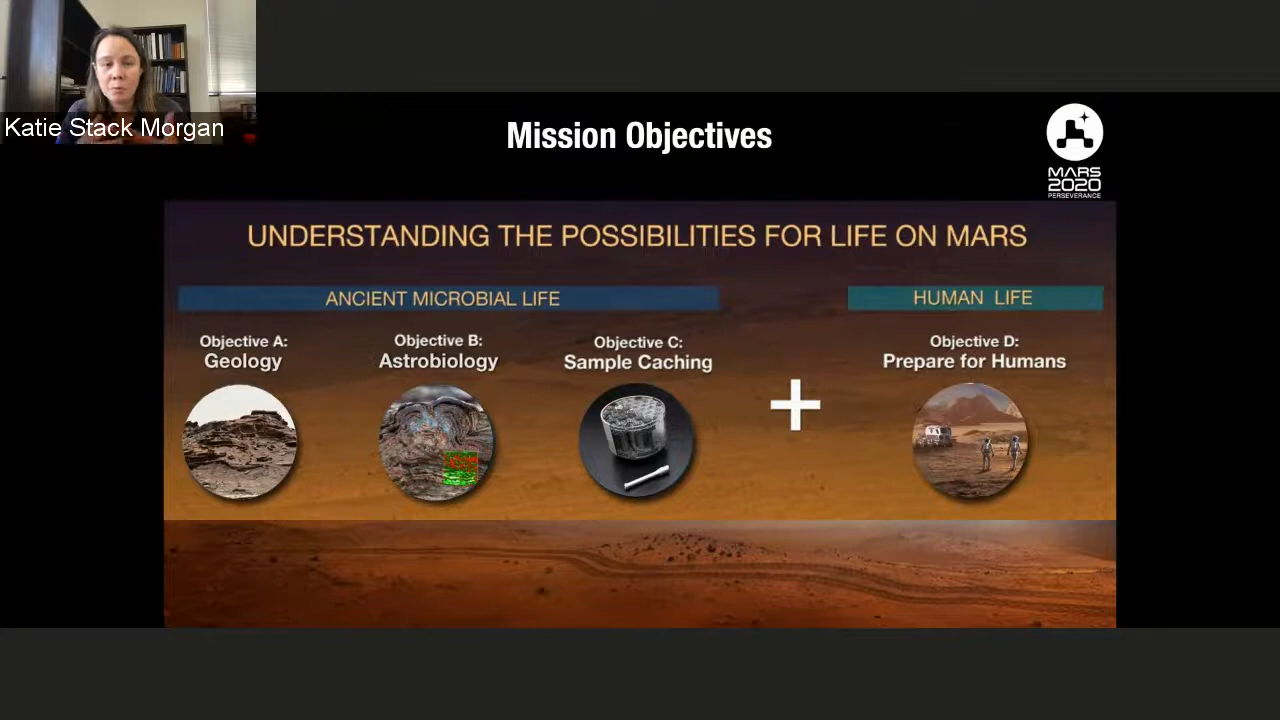 Katie Stack Morgan
Mission Objectives
MARS
2020
PERSEVERANCE
UNDERSTANDING THE POSSIBILITIES FOR LIFE ON MARS
ANCIENT MICROBIAL LIFE
HUMAN LIFE
Objective A:
Geology
Objective B:
Astrobiology
Objective C:
Sample Caching
+
Objective D:
Prepare for Humans